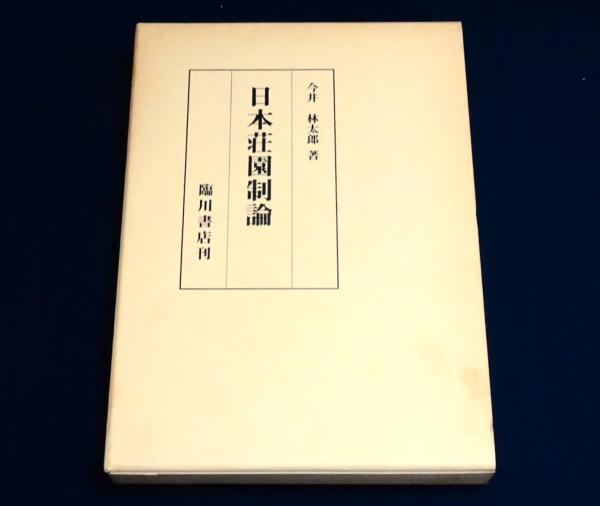 今井 林太郎 著
日本荘園制論
臨川書店刊